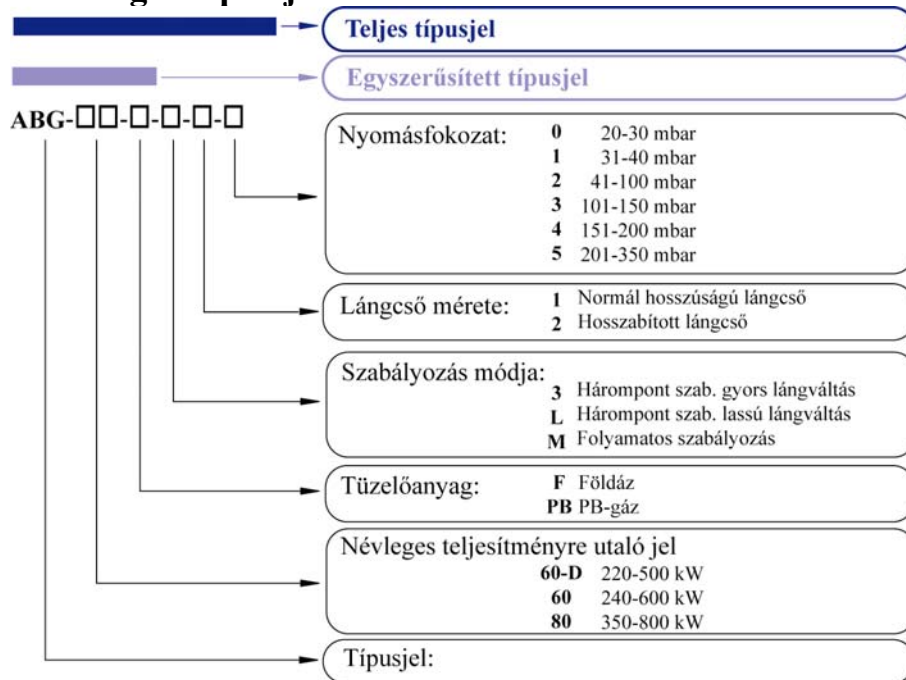 Teljes típusjel
Egyszerűsített típusjel
ABG-□□-□-□-□-□
Nyomásfokozat:
0 20-30 mbar
1 31-40 mbar
2 41-100 mbar
3 101-150 mbar
4 151-200 mbar
5 201-350 mbar
Lángcső mérete:
1 Normál hosszúságú lángcső
2 Hosszabított lángcső
Szabályozás módja:
3 Hárompont szab. gyors lángváltás
L Hárompont szab. lassú lángváltás
M Folyamatos szabályozás
Tüzelőanyag:
F Földáz
PB PB-gáz
Névleges teljesítményre utaló jel
60-D 220-500 kW
60 240-600 kW
80 350-800 kW
Típusjel: